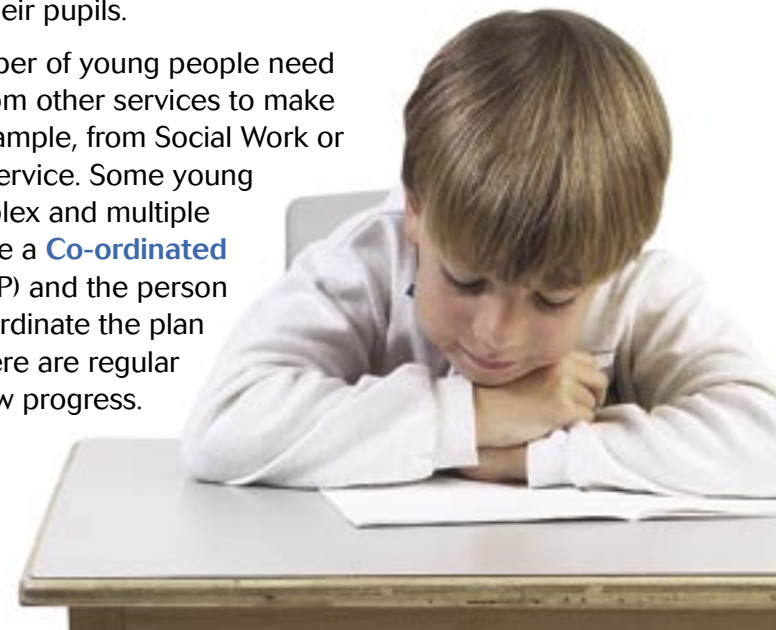 eir pupils.
ber of young people need
om other services to make
ample, from Social Work or
ervice. Some young
plex and multiple
e a Co-ordinated
P) and the person
rdinate the plan
ere are regular
w progress.